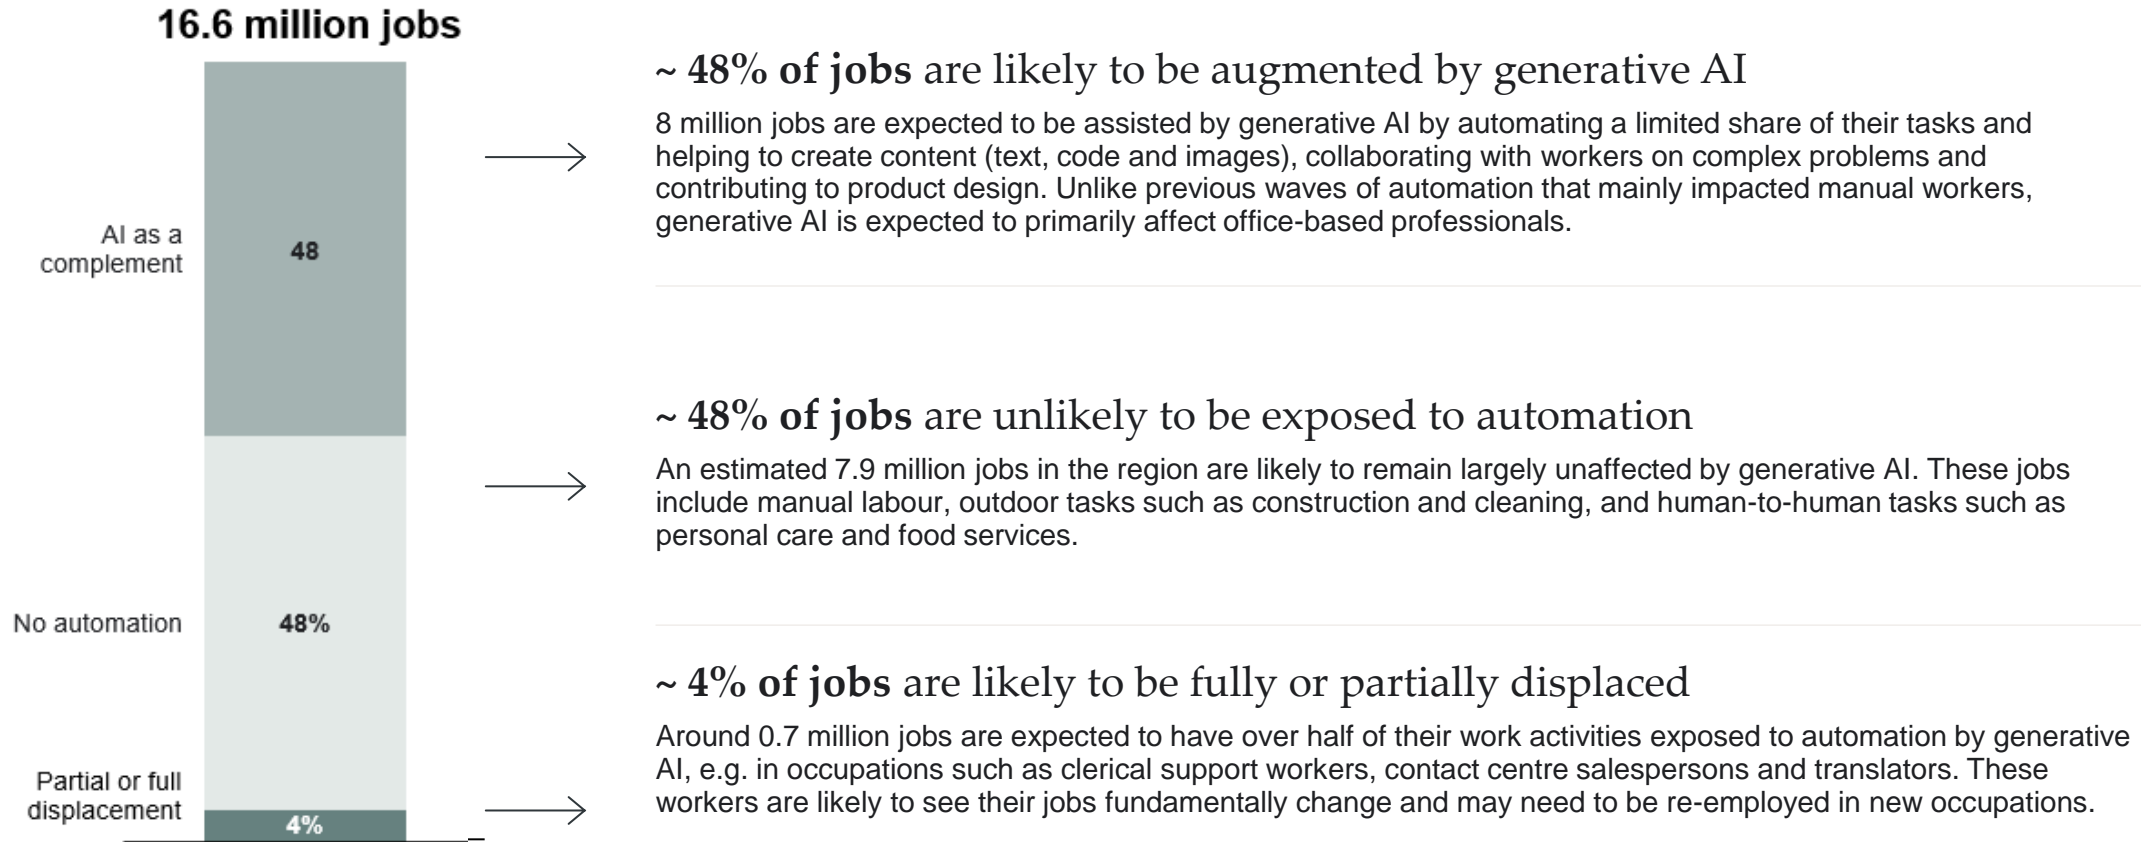 16.6 million jobs
AI as a
complement
48
No automation
48%
Partial or full
displacement
4%
~ 48% of jobs are likely to be augmented by generative AI
8 million jobs are expected to be assisted by generative AI by automating a limited share of their tasks and
helping to create content (text, code and images), collaborating with workers on complex problems and
contributing to product design. Unlike previous waves of automation that mainly impacted manual workers,
generative AI is expected to primarily affect office-based professionals.
~ 48% of jobs are unlikely to be exposed to automation
An estimated 7.9 million jobs in the region are likely to remain largely unaffected by generative AI. These jobs
include manual labour, outdoor tasks such as construction and cleaning, and human-to-human tasks such as
personal care and food services.
~ 4% of jobs are likely to be fully or partially displaced
Around 0.7 million jobs are expected to have over half of their work activities exposed to automation by generative
AI, e.g. in occupations such as clerical support workers, contact centre salespersons and translators. These
workers are likely to see their jobs fundamentally change and may need to be re-employed in new occupations.